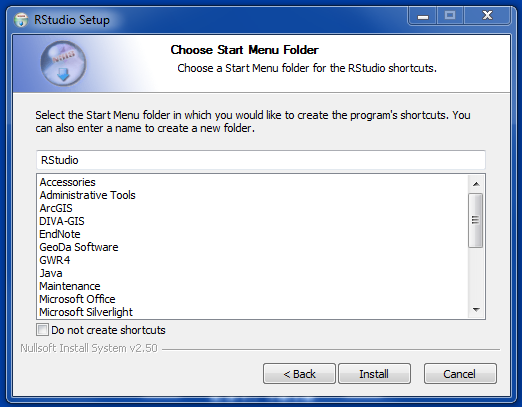 RStudio Setup
Choose Start Menu Folder
Choose a Start Menu folder for the RStudio shortcuts.
Select the Start Menu folder in which you would like to create the program's shortcuts. You
can also enter a name to create a new folder.
RStudio
Accessories
Administrative Tools
ArcGIS
DIVA-GIS
EndNote
GeoDa Software
GWR4
Java
Maintenance
Microsoft Office
Microsoft Silverlight
Do not create shortcuts
Nullsoft Install System v2.50
< Back
Install
Cancel